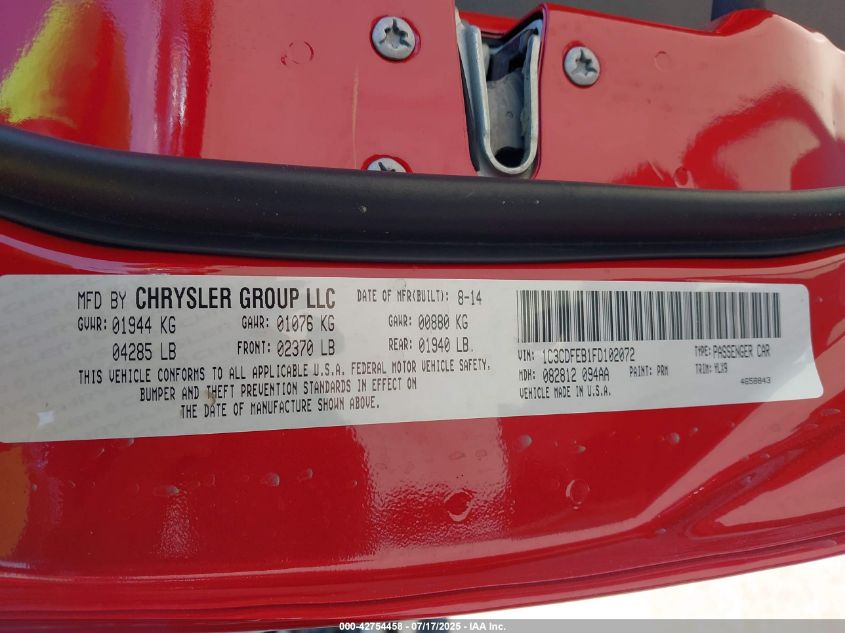 MFD BY CHRYSLER GROUP LLC
DATE OF MFR(BUILT): 8-14
GVWR: 01944 KG
GAWR: 01076 KG
GAWR: 00880 KG
04285 LB
FRONT: 02370 LB
REAR: 01940 LB
THIS VEHICLE CONFORMS TO ALL APPLICABLE U.S.A. FEDERAL MOTOR VEHICLE SAFETY,
BUMPER AND THEFT PREVENTION STANDARDS IN EFFECT ON
THE DATE OF MANUFACTURE SHOWN ABOVE.
VIN: 1C3CDFEB1FD102072
TYPE: PASSENGER CAR
MDH: 082812 094AA
PAINT: PRM
TRIM: HLX9
VEHICLE MADE IN U.S.A.
4658843
000-42754458 - 07/17/2025 - IAA Inc.